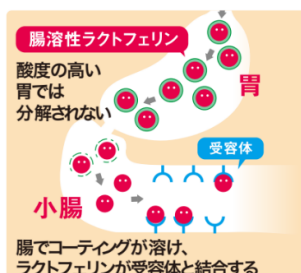 腸溶性ラクトフェリン
酸度の高い
胃では
分解されない
胃
受容体
小腸
腸でコーティングが溶け、
ラクトフェリンが受容体と結合する